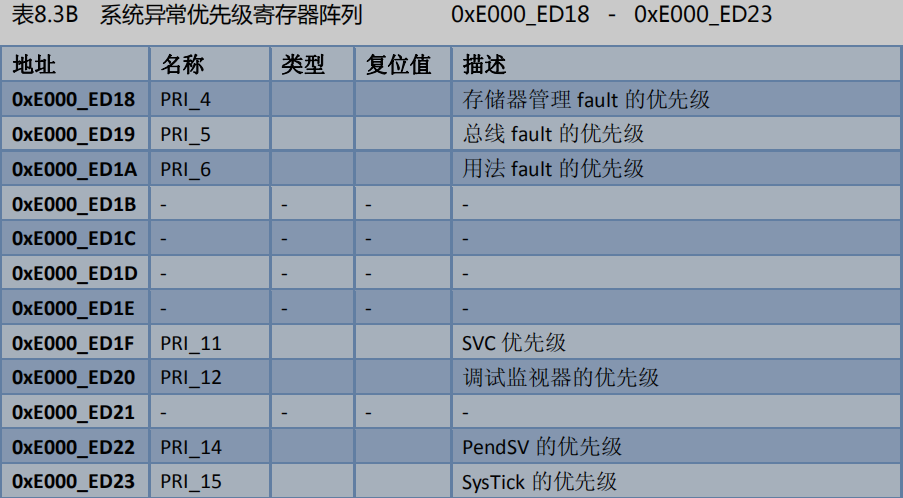 表8.3B 系统异常优先级寄存器阵列 0xE000_ED18 - 0xE000_ED23
地址 名称 类型 复位值 描述
0xE000_ED18 PRI_4 存储器管理 fault 的优先级
0xE000_ED19 PRI_5 总线 fault 的优先级
0xE000_ED1A PRI_6 用法 fault 的优先级
0xE000_ED1B - - - -
0xE000_ED1C - - - -
0xE000_ED1D - - - -
0xE000_ED1E - - - -
0xE000_ED1F PRI_11 SVC 优先级
0xE000_ED20 PRI_12 调试监视器的优先级
0xE000_ED21 - - - -
0xE000_ED22 PRI_14 PendSV 的优先级
0xE000_ED23 PRI_15 SysTick 的优先级